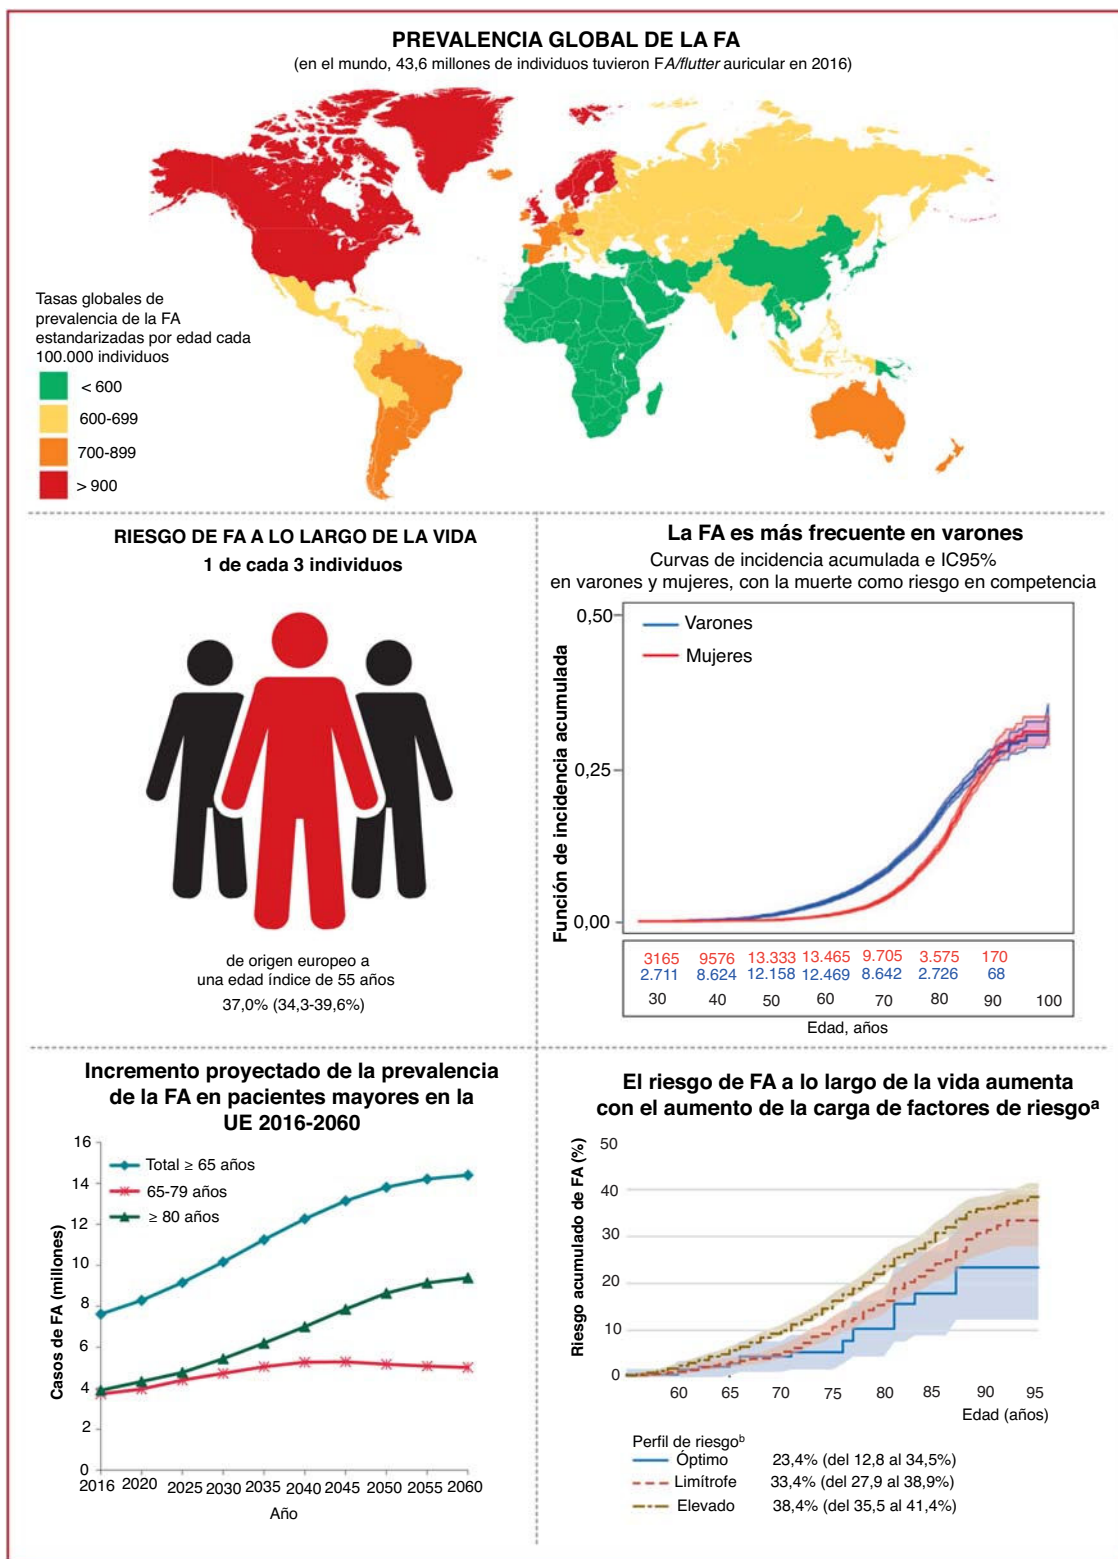 PREVALENCIA GLOBAL DE LA FA
(en el mundo, 43,6 millones de individuos tuvieron FA/flutter auricular en 2016)
Tasas globales de
prevalencia de la FA
estandarizadas por edad cada
100.000 individuos
< 600
600-699
700-899
> 900
RIESGO DE FA A LO LARGO DE LA VIDA
1 de cada 3 individuos
de origen europeo a
una edad índice de 55 años
37,0% (34,3-39,6%)
La FA es más frecuente en varones
Curvas de incidencia acumulada e IC95%
en varones y mujeres, con la muerte como riesgo en competencia
Función de incidencia acumulada
0,50
0,25
0,00
Varones
Mujeres
3165 9576 13.333 13.465 9.705 3.575 170
2.711 8.624 12.158 12.469 8.642 2.726 68
30 40 50 60 70 80 90 100
Edad, años
Incremento proyectado de la prevalencia
de la FA en pacientes mayores en la
UE 2016-2060
Casos de FA (millones)
16
14
12
10
8
6
4
2
0
Total ≥ 65 años
65-79 años
≥ 80 años
2016 2020 2025 2030 2035 2040 2045 2050 2055 2060
Año
El riesgo de FA a lo largo de la vida aumenta
con el aumento de la carga de factores de riesgoᵃ
Riesgo acumulado de FA (%)
50
40
30
20
10
0
60 65 70 75 80 85 90 95
Edad (años)
Perfil de riesgoᵇ
Óptimo 23,4% (del 12,8 al 34,5%)
Limítrofe 33,4% (del 27,9 al 38,9%)
Elevado 38,4% (del 35,5 al 41,4%)